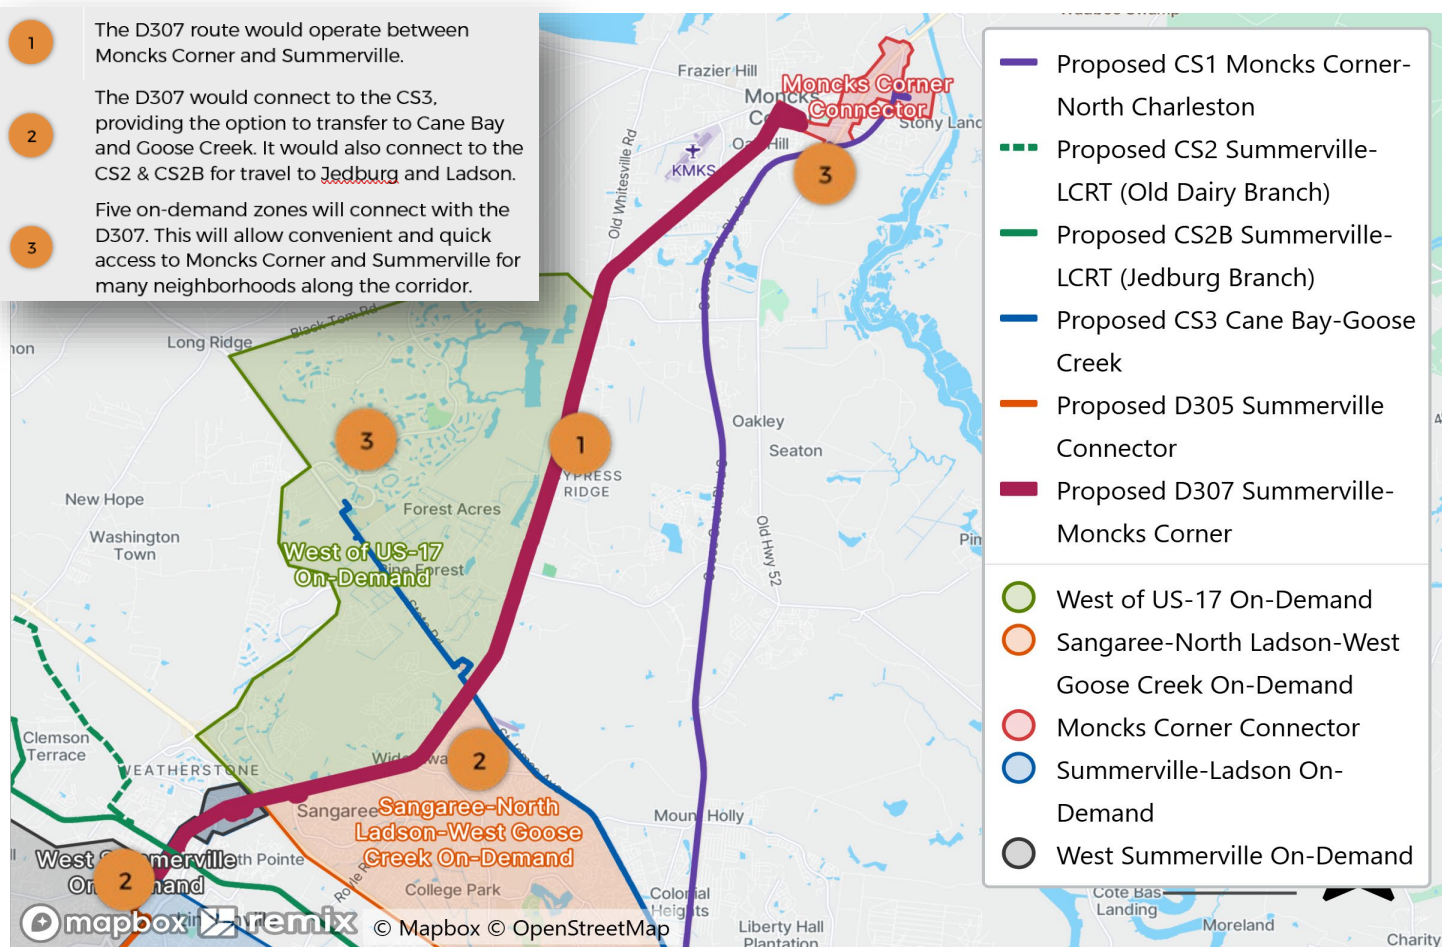 1
The D307 route would operate between
Moncks Corner and Summerville.
2
The D307 would connect to the CS3,
providing the option to transfer to Cane Bay
and Goose Creek. It would also connect to the
CS2 & CS2B for travel to Jedburg and Ladson.
3
Five on-demand zones will connect with the
D307. This will allow convenient and quick
access to Moncks Corner and Summerville for
many neighborhoods along the corridor.
Proposed CS1 Moncks Corner-
North Charleston
Proposed CS2 Summerville-
LCRT (Old Dairy Branch)
Proposed CS2B Summerville-
LCRT (Jedburg Branch)
Proposed CS3 Cane Bay-Goose
Creek
Proposed D305 Summerville
Connector
Proposed D307 Summerville-
Moncks Corner
West of US-17 On-Demand
Sangaree-North Ladson-West
Goose Creek On-Demand
Moncks Corner Connector
Summerville-Ladson On-
Demand
West Summerville On-Demand
Frazier Hill
Moncks Corner
Connector
Moncks
Stony Land
KMKS
3
Old Whitesville Rd
Black Tom Rd
Long Ridge
3
1
Oakley
Seaton
RIDGE
New Hope
Forest Acres
Washington
Town
Old Hwy 52
West of US-17
On-Demand
Clemson
Terrace
2
Sangaree
Sangaree-North
Ladson-West Goose
Creek On-Demand
Mount Holly
West
2
College Park
Colonial
Heights
Liberty Hall
Plantation
Cote Bas
Landing
Moreland
Charity
mapbox remix © Mapbox © OpenStreetMap